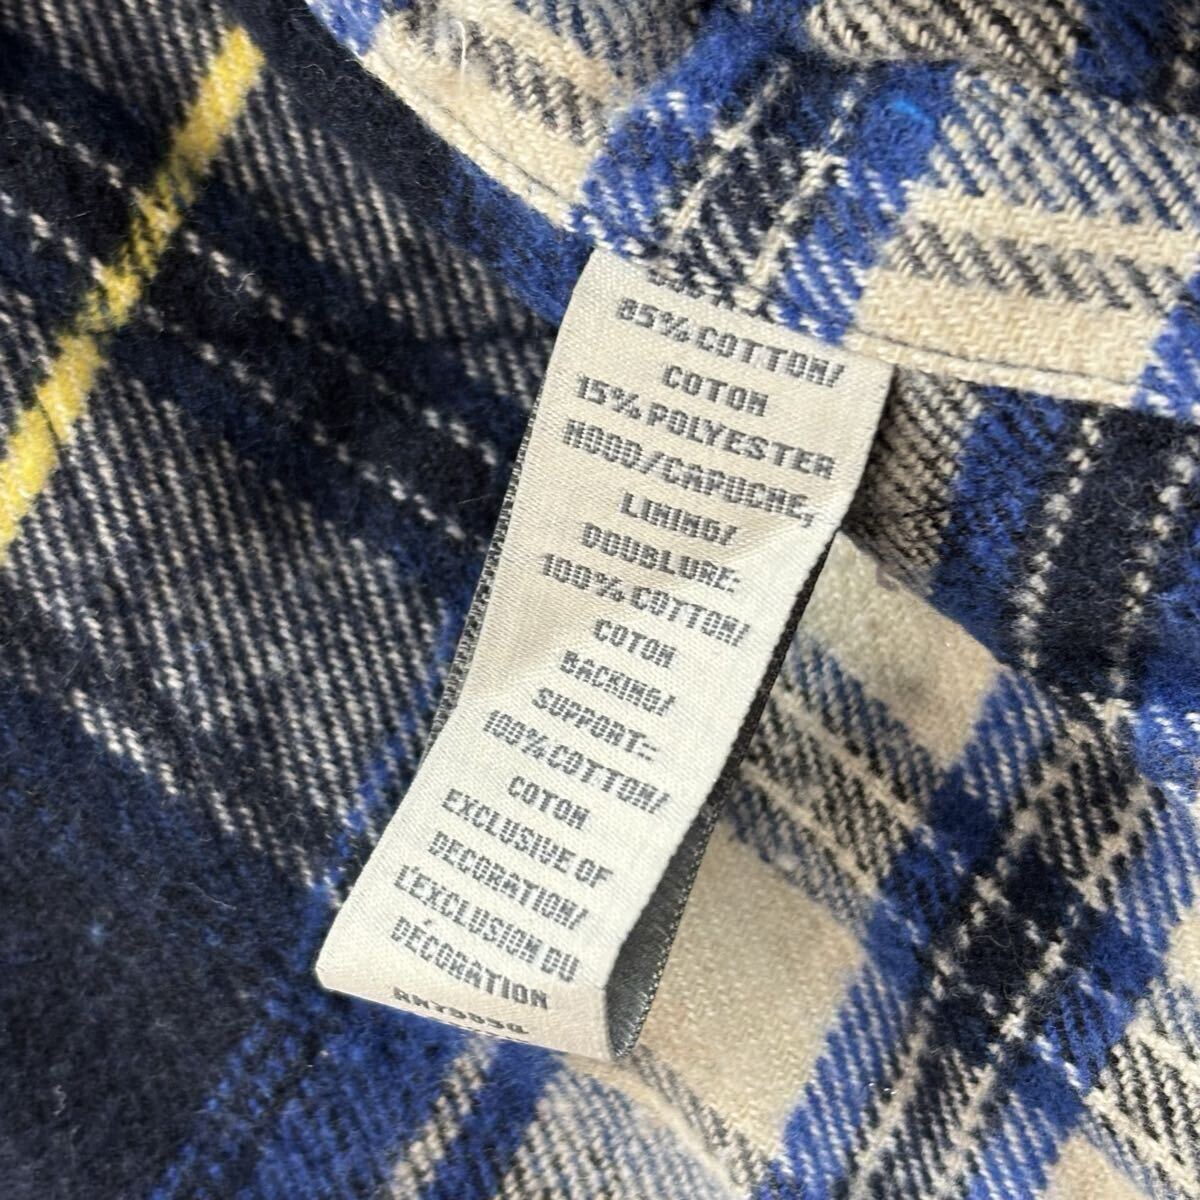 85% COTTON/
COTON
15% POLYESTER
HOOD/CAPUCHE,
LINING/
DOUBLURE:
100% COTTON/
COTON
BACKING/
SUPPORT:
100% COTTON/
COTON
EXCLUSIVE OF
DECORATION/
L'EXCLUSION DU
DÉCORATION